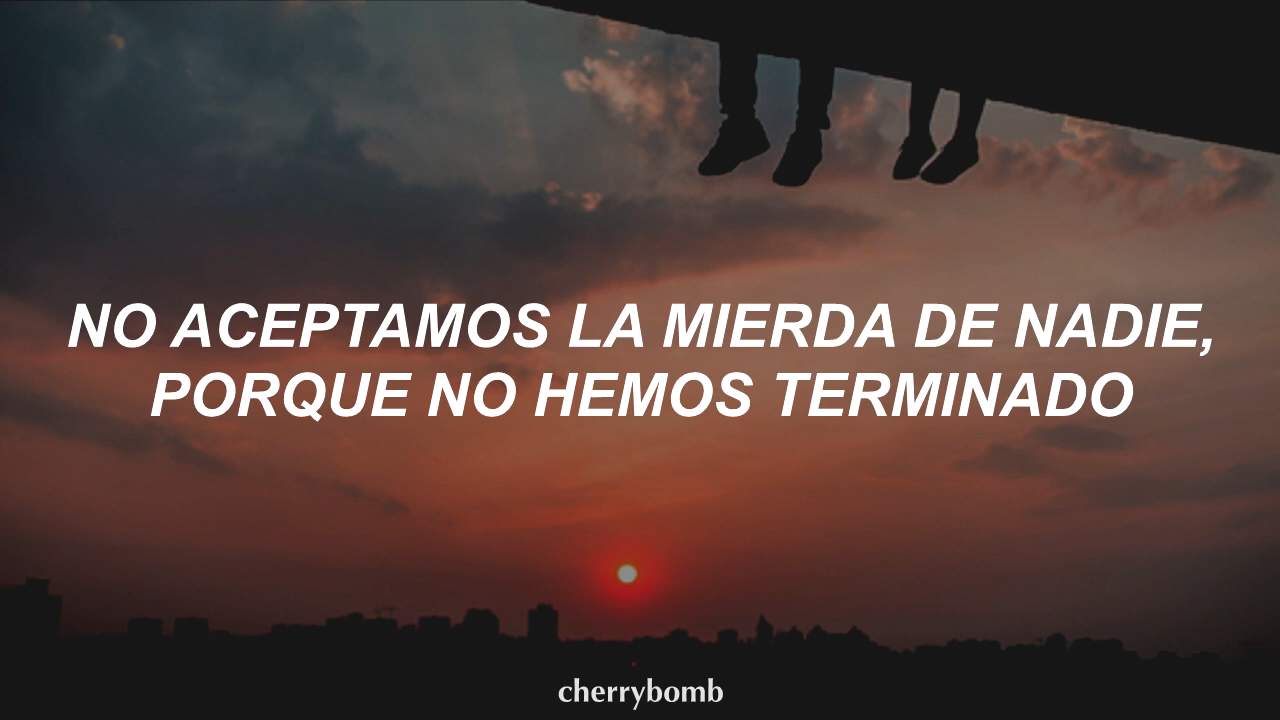 NO ACEPTAMOS LA MIERDA DE NADIE,
PORQUE NO HEMOS TERMINADO
cherrybomb